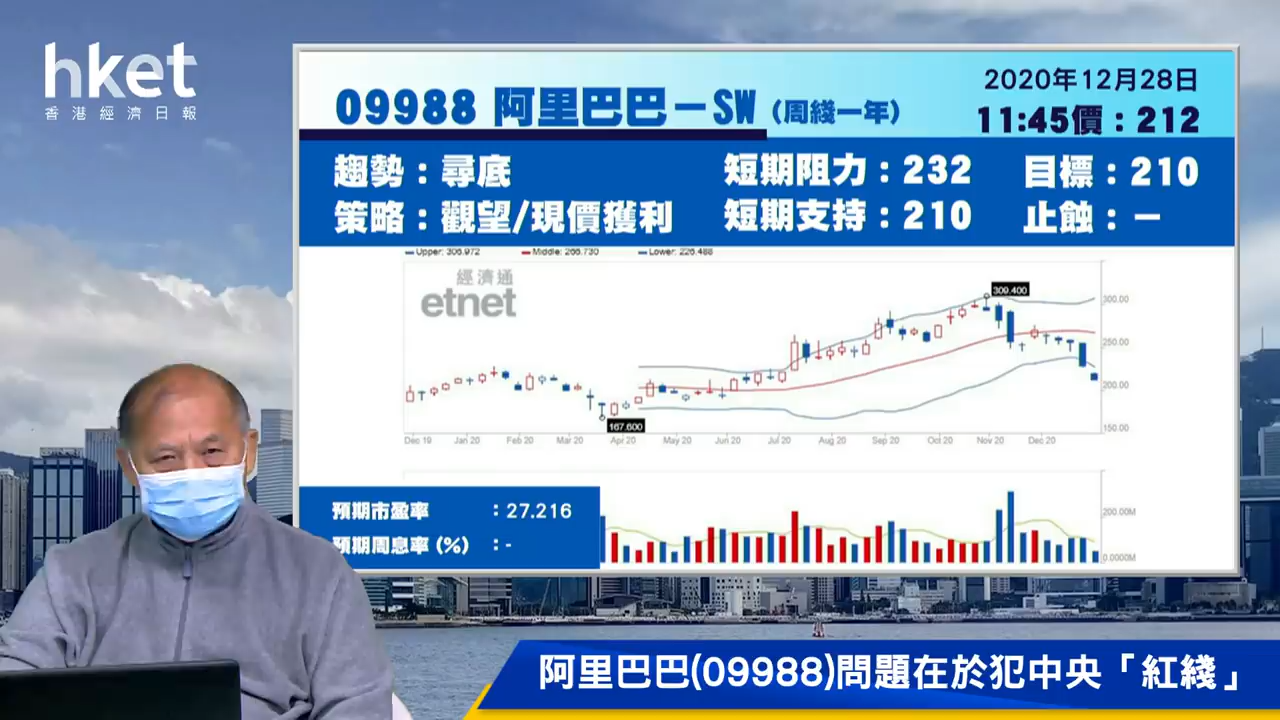 hket
香港經濟日報
09988 阿里巴巴－SW (周綫一年)
2020年12月28日
11:45價：212
趨勢：尋底
短期阻力：232
目標：210
策略：觀望/現價獲利
短期支持：210
止蝕：－
Upper: 306.972
Middle: 266.730
Lower: 226.488
經濟通
etnet
309.400
300.00
250.00
200.00
167.600
150.00
Dec 19
Jan 20
Feb 20
Mar 20
Apr 20
May 20
Jun 20
Jul 20
Aug 20
Sep 20
Oct 20
Nov 20
Dec 20
預期市盈率 ：27.216
預期周息率 (%) ：-
200.00M
0.0000M
阿里巴巴(09988)問題在於犯中央「紅綫」